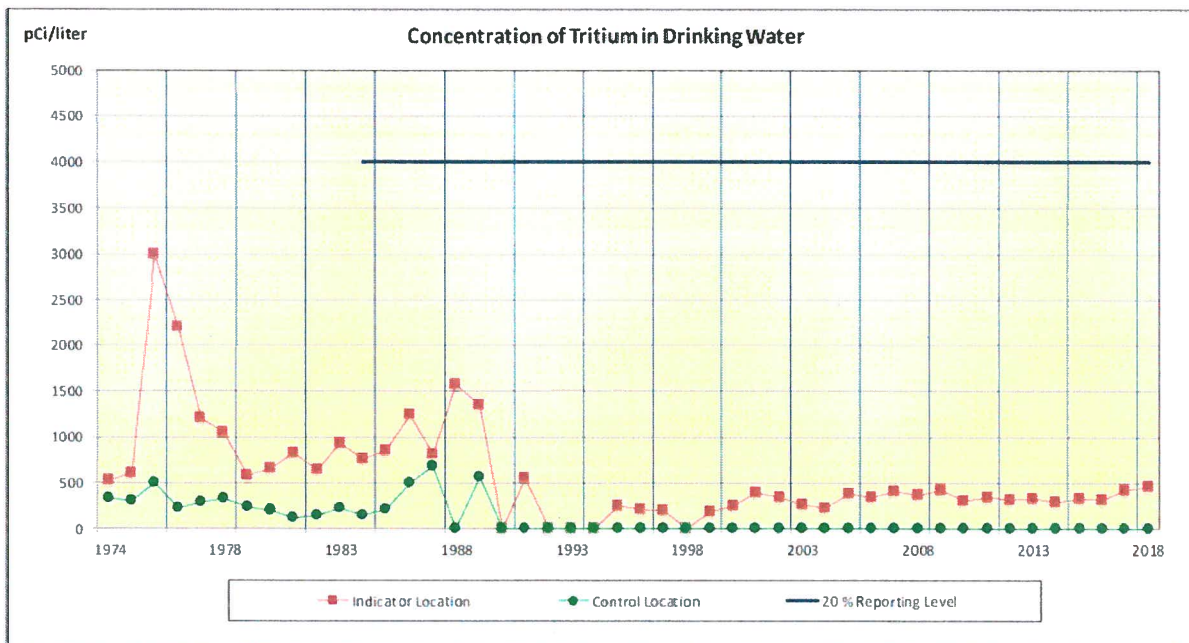 pCi/liter
Concentration of Tritium in Drinking Water
5000
4500
4000
3500
3000
2500
2000
1500
1000
500
0
1974 1978 1983 1988 1993 1998 2003 2008 2013 2018
Indicator Location Control Location 20 % Reporting Level